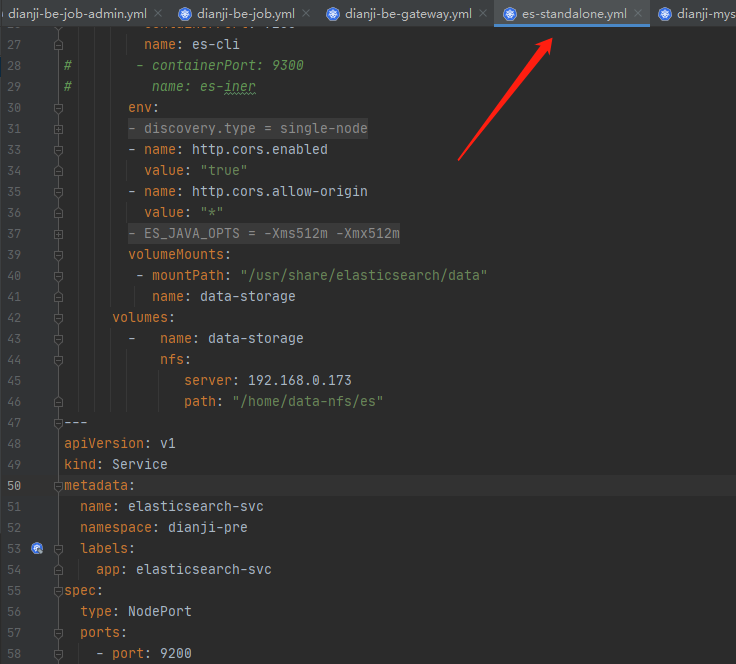 dianji-be-job-admin.yml × dianji-be-job.yml × dianji-be-gateway.yml × es-standalone.yml × dianji-mys
27 name: es-cli
28 # - containerPort: 9300
29 # name: es-iner
30 env:
31 - discovery.type = single-node
33 - name: http.cors.enabled
34 value: "true"
35 - name: http.cors.allow-origin
36 value: "*"
37 - ES_JAVA_OPTS = -Xms512m -Xmx512m
39 volumeMounts:
40 - mountPath: "/usr/share/elasticsearch/data"
41 name: data-storage
42 volumes:
43 - name: data-storage
44 nfs:
45 server: 192.168.0.173
46 path: "/home/data-nfs/es"
47 ---
48 apiVersion: v1
49 kind: Service
50 metadata:
51 name: elasticsearch-svc
52 namespace: dianji-pre
53 labels:
54 app: elasticsearch-svc
55 spec:
56 type: NodePort
57 ports:
58 - port: 9200